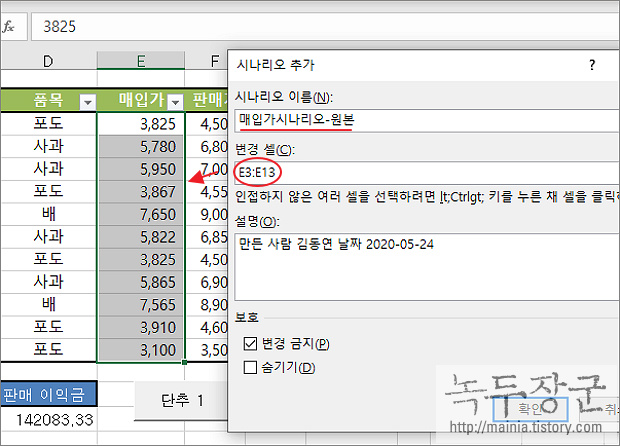 fx 3825
D E F
품목 매입가 판매
포도 3,825 4,50
사과 5,780 6,80
사과 5,950 7,00
포도 3,867 4,55
배 7,650 9,00
사과 5,822 6,85
포도 3,825 4,50
사과 5,865 6,90
배 7,565 8,90
포도 3,910 4,60
포도 3,100 3,50
판매 이익금
142083,33
단추 1
시나리오 추가 ?
시나리오 이름(N):
매입가시나리오-원본
변경 셀(C):
E3:E13
인접하지 않은 여러 셀을 선택하려면 lt;Ctrlgt; 키를 누른 채 셀을 클릭
설명(O):
만든 사람 김동연 날짜 2020-05-24
보호
변경 금지(P)
숨기기(D)
확인 취소
녹두장군
http://mainia.tistory.com